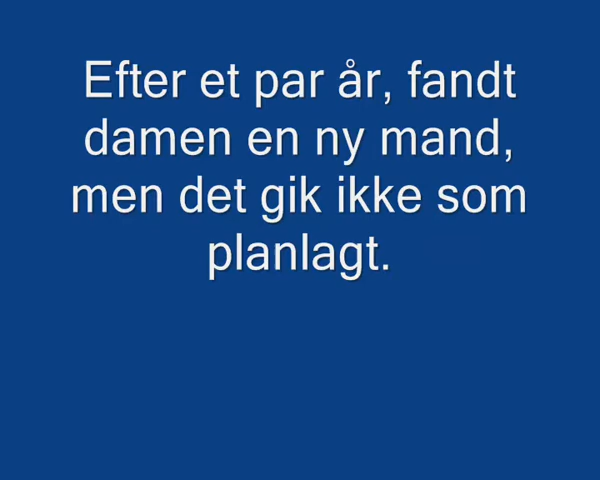 Efter et par år, fandt
damen en ny mand,
men det gik ikke som
planlagt.